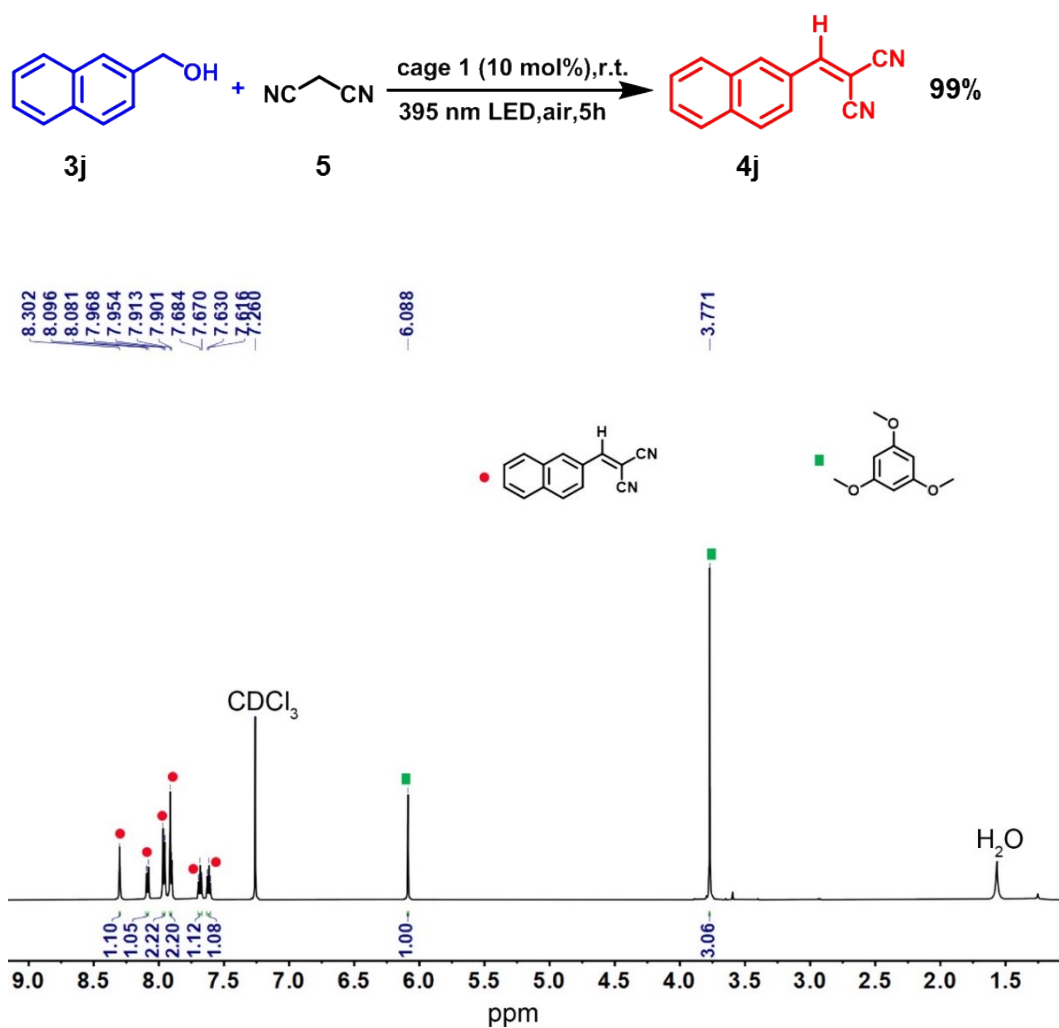 OH
+
NC CN
cage 1 (10 mol%),r.t.
395 nm LED,air,5h
H
CN
CN
99%
3j
5
4j
8.302
8.096
8.081
7.968
7.954
7.913
7.901
7.684
7.670
7.630
7.616
7.260
6.088
3.771
H
CN
CN
O
O
O
CDCl3
H2O
1.10
1.05
2.22
2.20
1.12
1.08
1.00
3.06
9.0 8.5 8.0 7.5 7.0 6.5 6.0 5.5 5.0 4.5 4.0 3.5 3.0 2.5 2.0 1.5
ppm